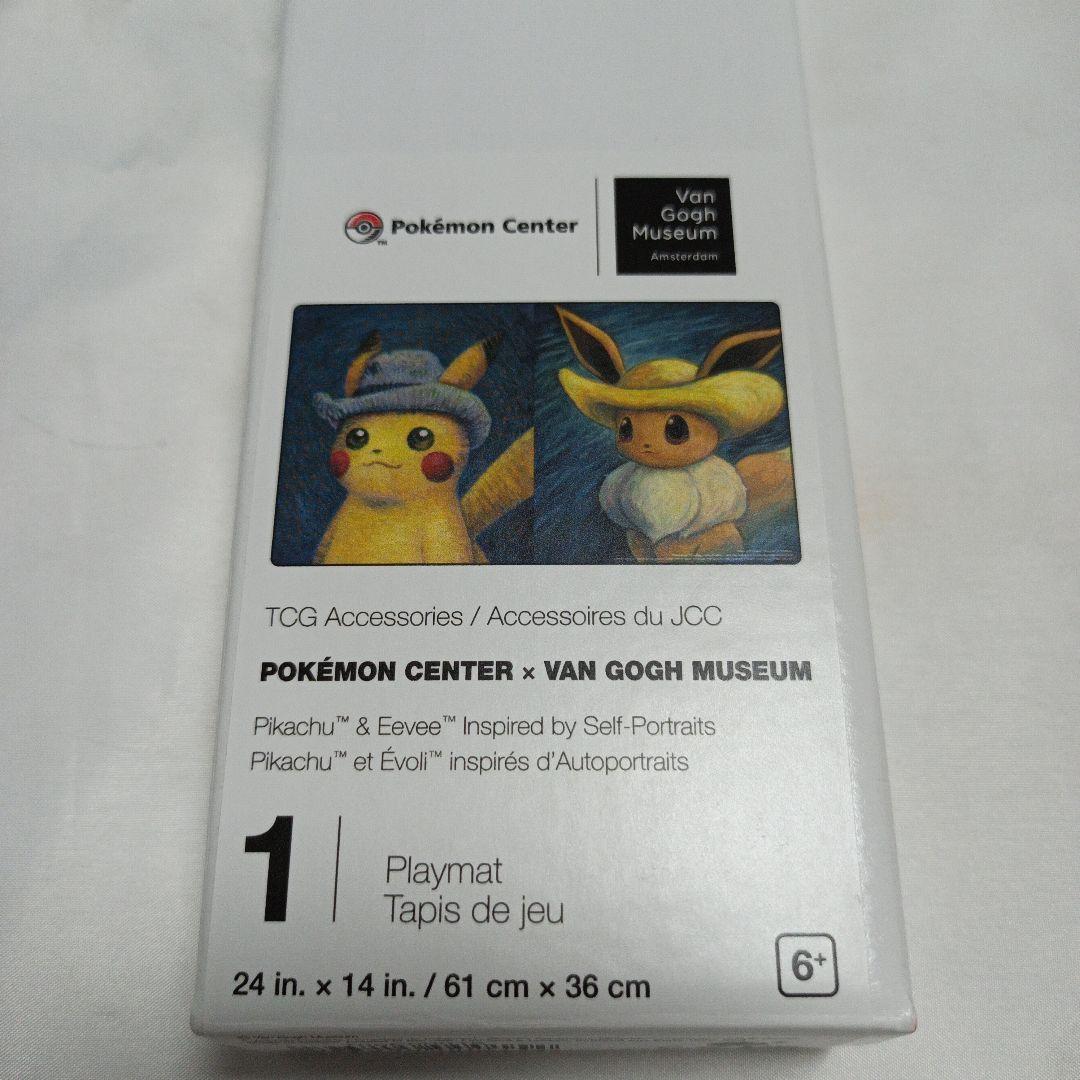 Pokémon Center
TM
Van
Gogh
Museum
Amsterdam
TCG Accessories / Accessoires du JCC
POKÉMON CENTER × VAN GOGH MUSEUM
Pikachu™ & Eevee™ Inspired by Self-Portraits
Pikachu™ et Évoli™ inspirés d'Autoportraits
1
Playmat
Tapis de jeu
24 in. × 14 in. / 61 cm × 36 cm
6+